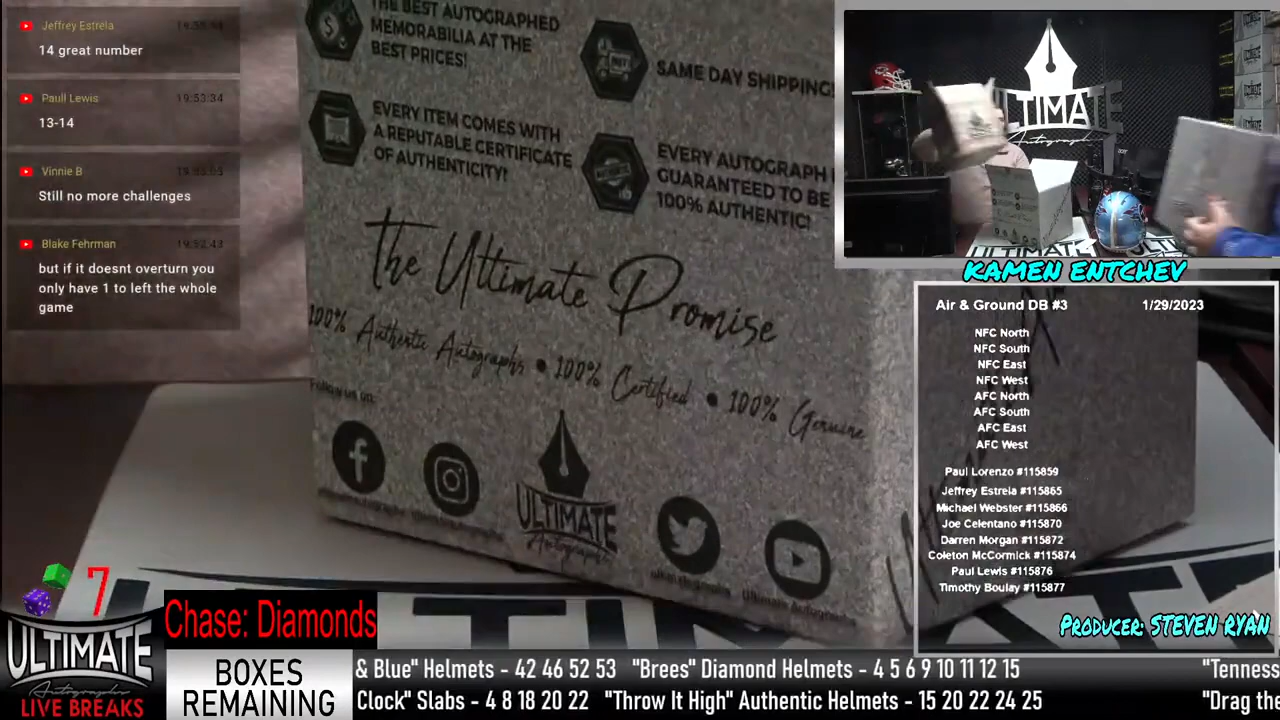 Jeffrey Estrela
14 great number
Paull Lewis 19:53:34
13-14
Vinnie B
Still no more challenges
Blake Fehrman 19:52:43
but if it doesnt overturn you
only have 1 to left the whole
game
THE BEST AUTOGRAPHED
MEMORABILIA AT THE
BEST PRICES!
SAME DAY SHIPPING!
EVERY ITEM COMES WITH
A REPUTABLE CERTIFICATE
OF AUTHENTICITY!
EVERY AUTOGRAPH
GUARANTEED TO BE
100% AUTHENTIC!
The Ultimate Promise
100% Authentic Autographs • 100% Certified • 100% Genuine
Follow us on:
ULTIMATE
Autographs
KAMEN ENTCHEV
Air & Ground DB #3 1/29/2023
NFC North
NFC South
NFC East
NFC West
AFC North
AFC South
AFC East
AFC West
Paul Lorenzo #115859
Jeffrey Estrela #115865
Michael Webster #115866
Joe Celentano #115870
Darren Morgan #115872
Coleton McCormick #115874
Paul Lewis #115876
Timothy Boulay #115877
PRODUCER: STEVEN RYAN
7
ULTIMATE
Autographs
LIVE BREAKS
Chase: Diamonds
BOXES
REMAINING
& Blue" Helmets - 42 46 52 53 "Brees" Diamond Helmets - 4 5 6 9 10 11 12 15 "Tenness
Clock" Slabs - 4 8 18 20 22 "Throw It High" Authentic Helmets - 15 20 22 24 25 "Drag the